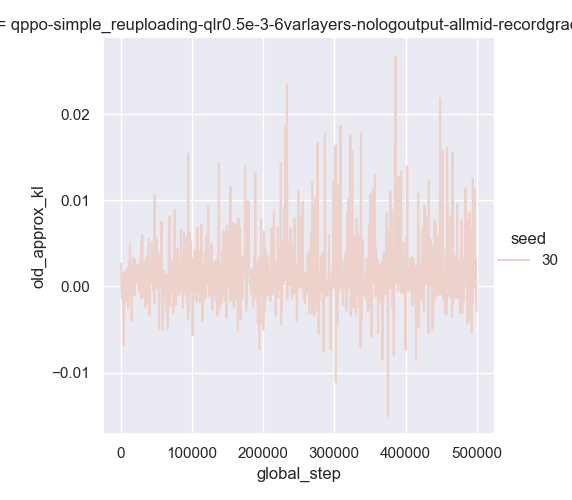 = qppo-simple_reuploading-qlr0.5e-3-6varlayers-nologoutput-allmid-recordgrad
old_approx_kl
0.02
0.01
0.00
−0.01
0
100000
200000
300000
400000
500000
global_step
seed
30